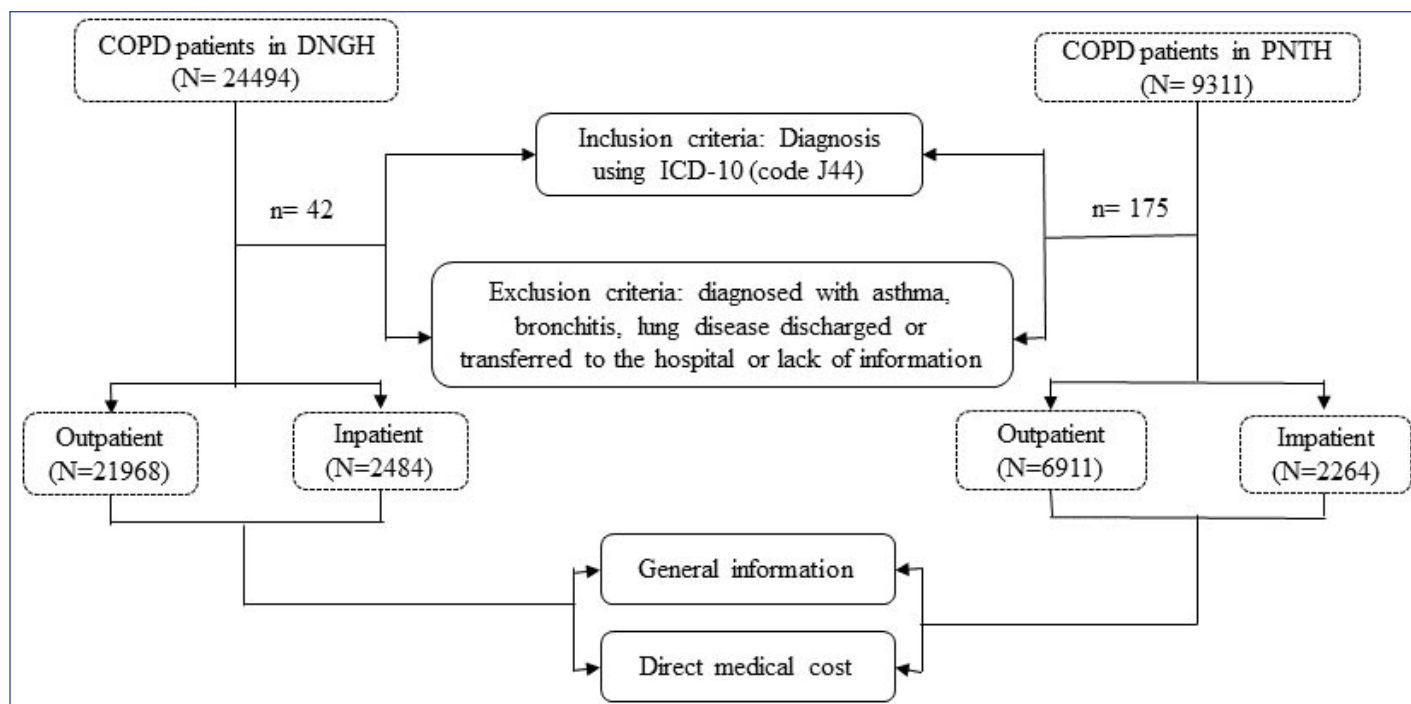 COPD patients in DNGH
(N= 24494)
COPD patients in PNTH
(N= 9311)
Inclusion criteria: Diagnosis
using ICD-10 (code J44)
n= 42
n= 175
Exclusion criteria: diagnosed with asthma,
bronchitis, lung disease discharged or
transferred to the hospital or lack of information
Outpatient
(N=21968)
Inpatient
(N=2484)
Outpatient
(N=6911)
Impatient
(N=2264)
General information
Direct medical cost